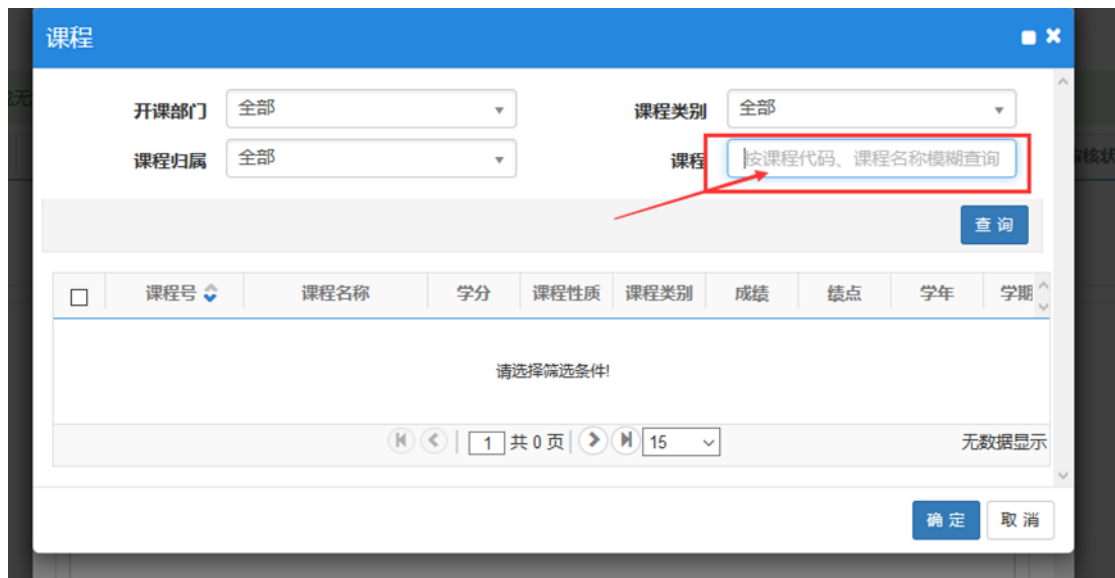 课程
开课部门 全部 课程类别 全部
课程归属 全部 课程 按课程代码、课程名称模糊查询
查询
课程号 课程名称 学分 课程性质 课程类别 成绩 绩点 学年 学期
请选择筛选条件!
1 共 0 页 15 无数据显示
确定 取消